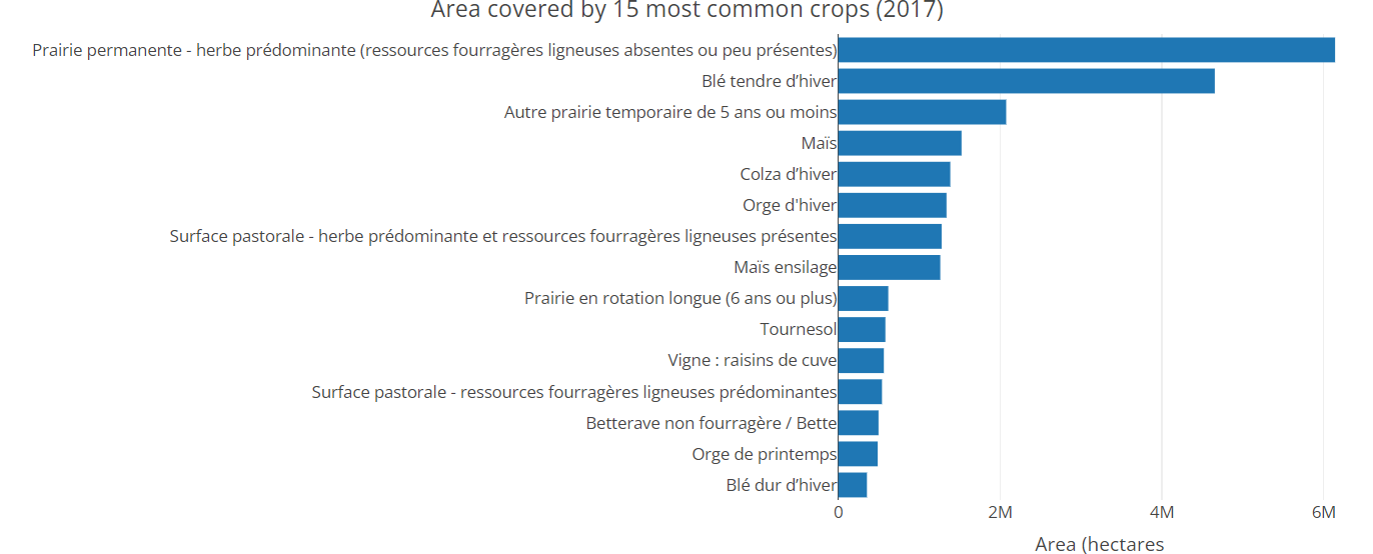 Area covered by 15 most common crops (2017)
Prairie permanente - herbe prédominante (ressources fourragères ligneuses absentes ou peu présentes)
Blé tendre d’hiver
Autre prairie temporaire de 5 ans ou moins
Maïs
Colza d’hiver
Orge d'hiver
Surface pastorale - herbe prédominante et ressources fourragères ligneuses présentes
Maïs ensilage
Prairie en rotation longue (6 ans ou plus)
Tournesol
Vigne : raisins de cuve
Surface pastorale - ressources fourragères ligneuses prédominantes
Betterave non fourragère / Bette
Orge de printemps
Blé dur d’hiver
0 2M 4M 6M
Area (hectares